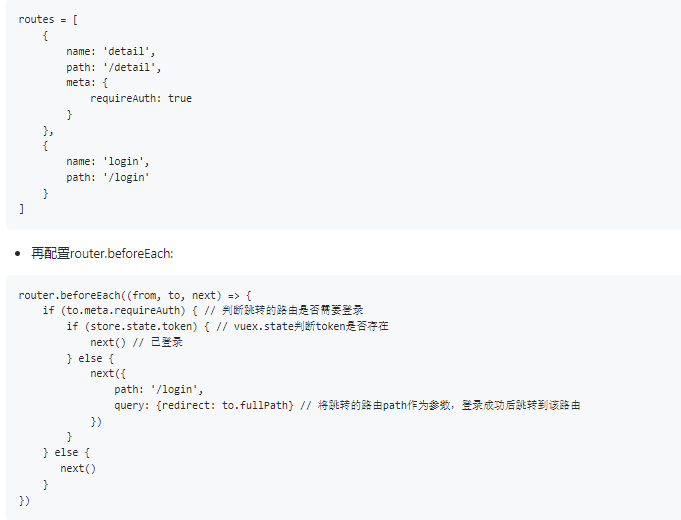 routes = [
    {
        name: 'detail',
        path: '/detail',
        meta: {
            requireAuth: true
        }
    },
    {
        name: 'login',
        path: '/login'
    }
]
• 再配置router.beforeEach:
router.beforeEach((from, to, next) => {
    if (to.meta.requireAuth) { // 判断跳转的路由是否需要登录
        if (store.state.token) { // vuex.state判断token是否存在
            next() // 已登录
        } else {
            next({
                path: '/login',
                query: {redirect: to.fullPath} // 将跳转的路由path作为参数，登录成功后跳转到该路由
            })
        }
    } else {
       next()
    }
})